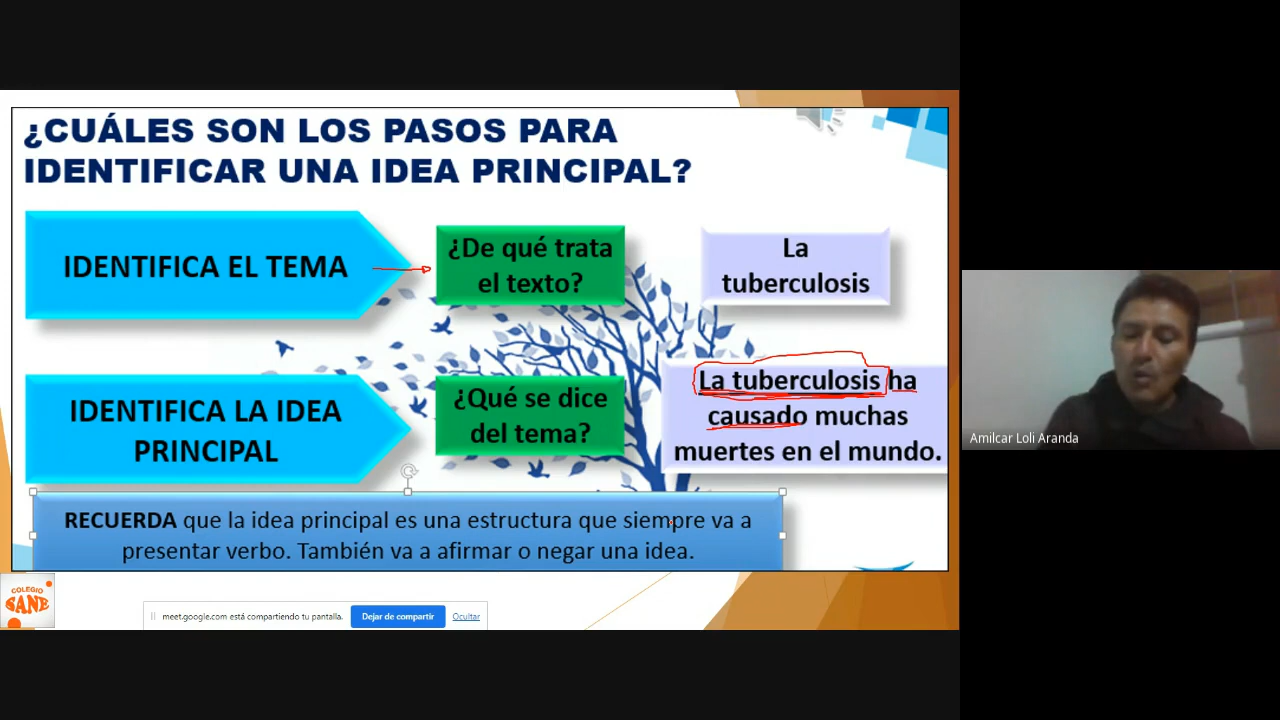 ¿CUÁLES SON LOS PASOS PARA
IDENTIFICAR UNA IDEA PRINCIPAL?
IDENTIFICA EL TEMA
¿De qué trata
el texto?
La
tuberculosis
IDENTIFICA LA IDEA
PRINCIPAL
¿Qué se dice
del tema?
La tuberculosis ha
causado muchas
muertes en el mundo.
RECUERDA que la idea principal es una estructura que siempre va a
presentar verbo. También va a afirmar o negar una idea.
COLEGIO
SANE
meet.google.com está compartiendo tu pantalla.
Dejar de compartir
Ocultar
Amilcar Loli Aranda